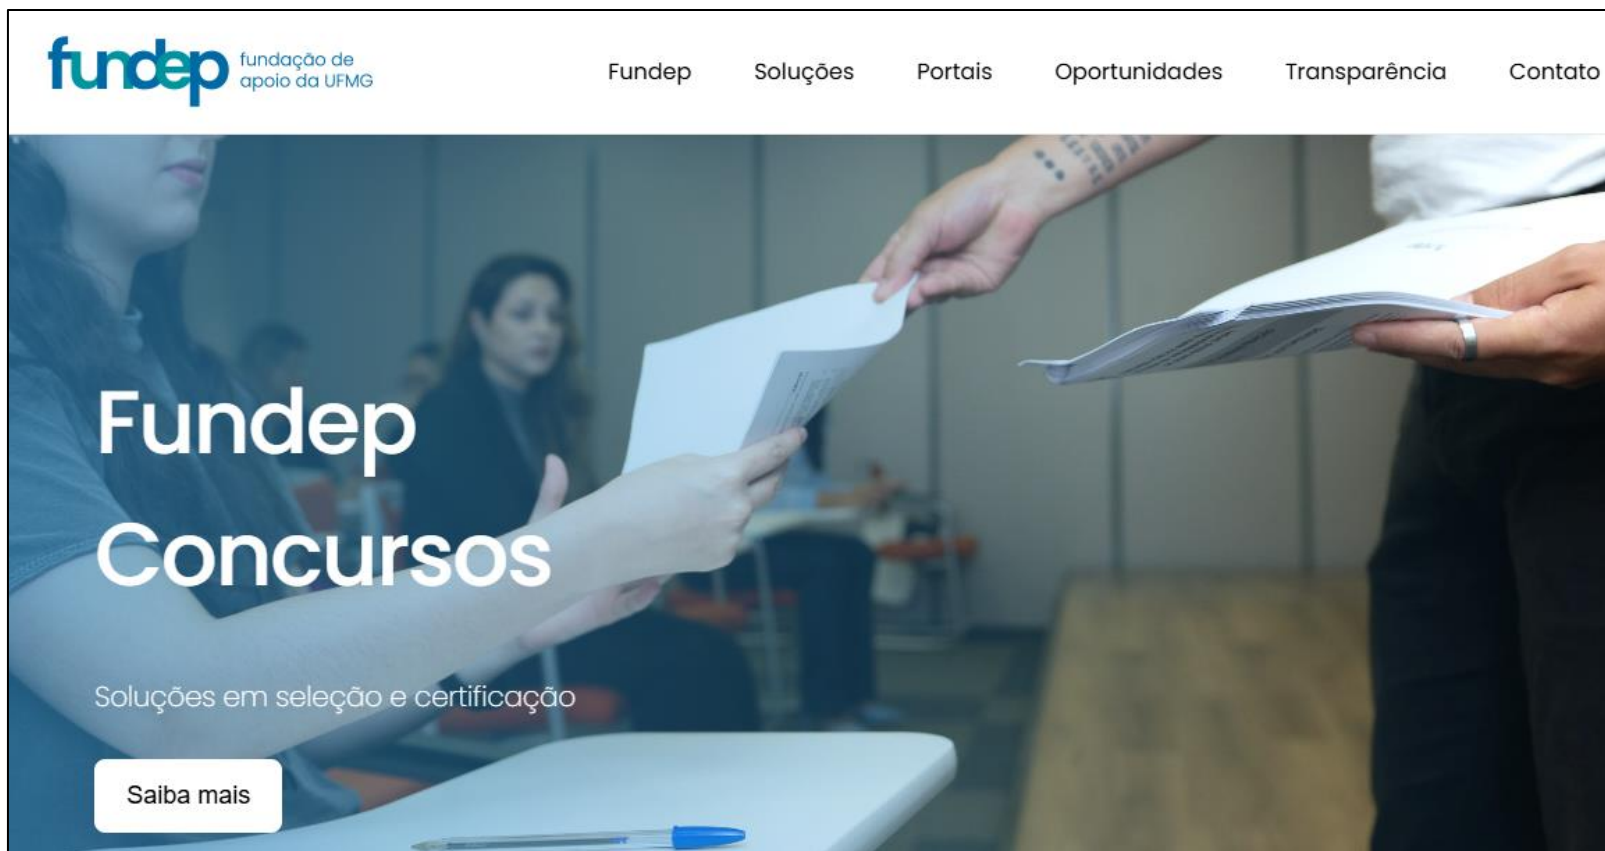 fundep fundação de
apoio da UFMG
Fundep Soluções Portais Oportunidades Transparência Contato
Fundep
Concursos
Soluções em seleção e certificação
Saiba mais